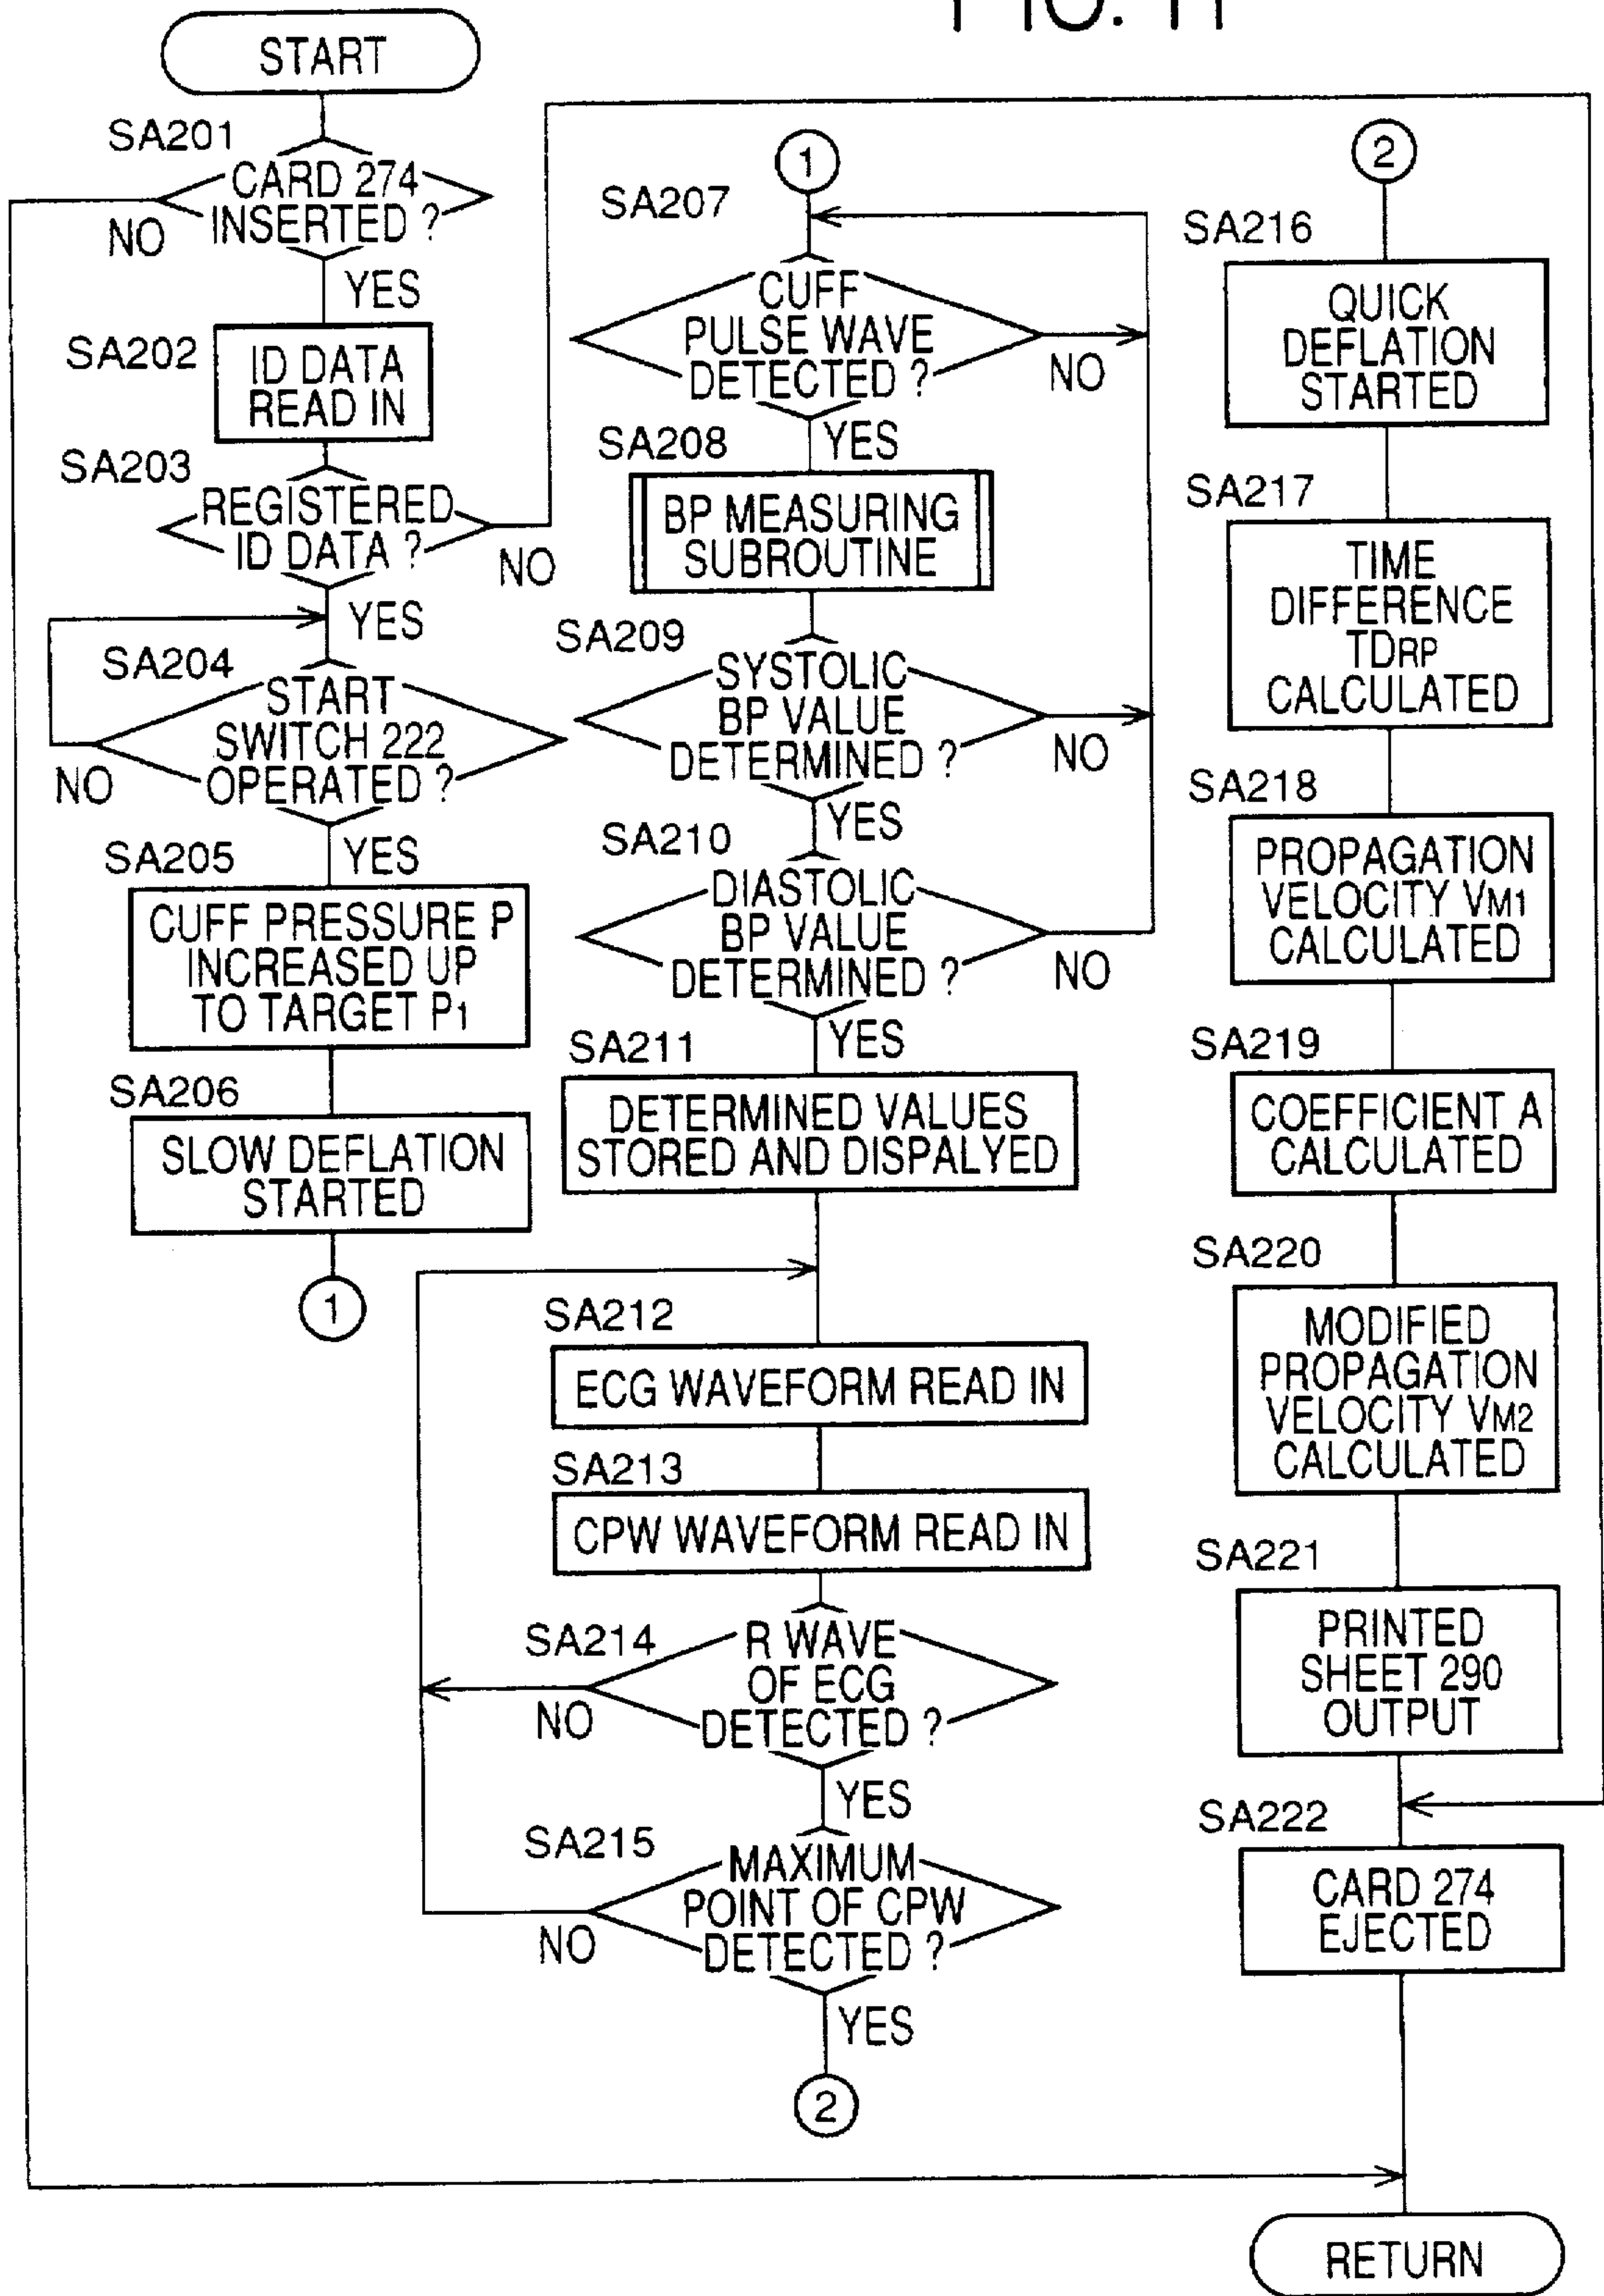 FIG. 11
START
SA201
CARD 274
INSERTED ?
NO
YES
SA202
ID DATA
READ IN
SA203
REGISTERED
ID DATA ?
NO
YES
SA204
START
SWITCH 222
OPERATED ?
NO
YES
SA205
CUFF PRESSURE P
INCREASED UP
TO TARGET P1
SA206
SLOW DEFLATION
STARTED
1
1
SA207
CUFF
PULSE WAVE
DETECTED ?
NO
YES
SA208
BP MEASURING
SUBROUTINE
SA209
SYSTOLIC
BP VALUE
DETERMINED ?
NO
YES
SA210
DIASTOLIC
BP VALUE
DETERMINED ?
NO
YES
SA211
DETERMINED VALUES
STORED AND DISPALYED
SA212
ECG WAVEFORM READ IN
SA213
CPW WAVEFORM READ IN
SA214
R WAVE
OF ECG
DETECTED ?
NO
YES
SA215
MAXIMUM
POINT OF CPW
DETECTED ?
NO
YES
2
2
SA216
QUICK
DEFLATION
STARTED
SA217
TIME
DIFFERENCE
TDRP
CALCULATED
SA218
PROPAGATION
VELOCITY VM1
CALCULATED
SA219
COEFFICIENT A
CALCULATED
SA220
MODIFIED
PROPAGATION
VELOCITY VM2
CALCULATED
SA221
PRINTED
SHEET 290
OUTPUT
SA222
CARD 274
EJECTED
RETURN